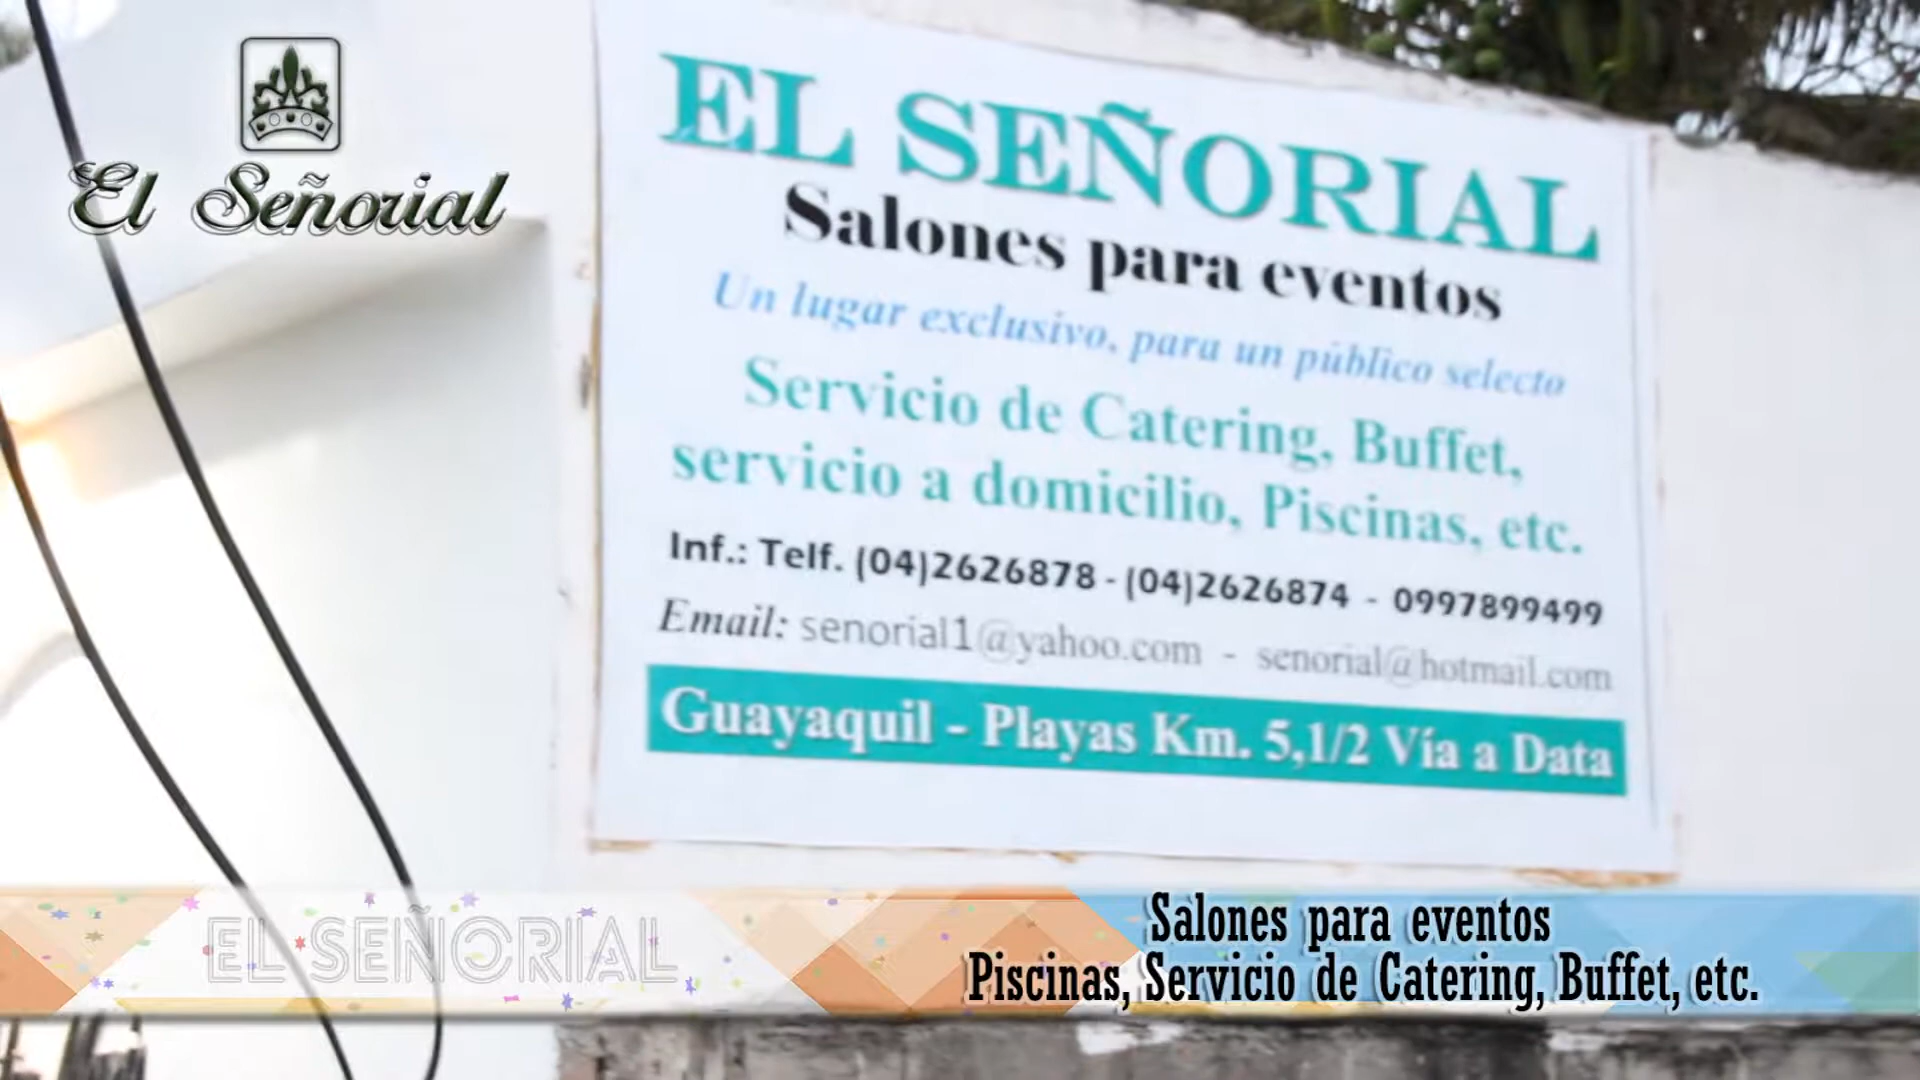 El Señorial
EL SEÑORIAL
Salones para eventos
Un lugar exclusivo, para un público selecto
Servicio de Catering, Buffet,
servicio a domicilio, Piscinas, etc.
Inf.: Telf. (04)2626878 - (04)2626874 - 0997899499
Email: senorial1@yahoo.com - senorial@hotmail.com
Guayaquil - Playas Km. 5,1/2 Vía a Data
EL SEÑORIAL
Salones para eventos
Piscinas, Servicio de Catering, Buffet, etc.